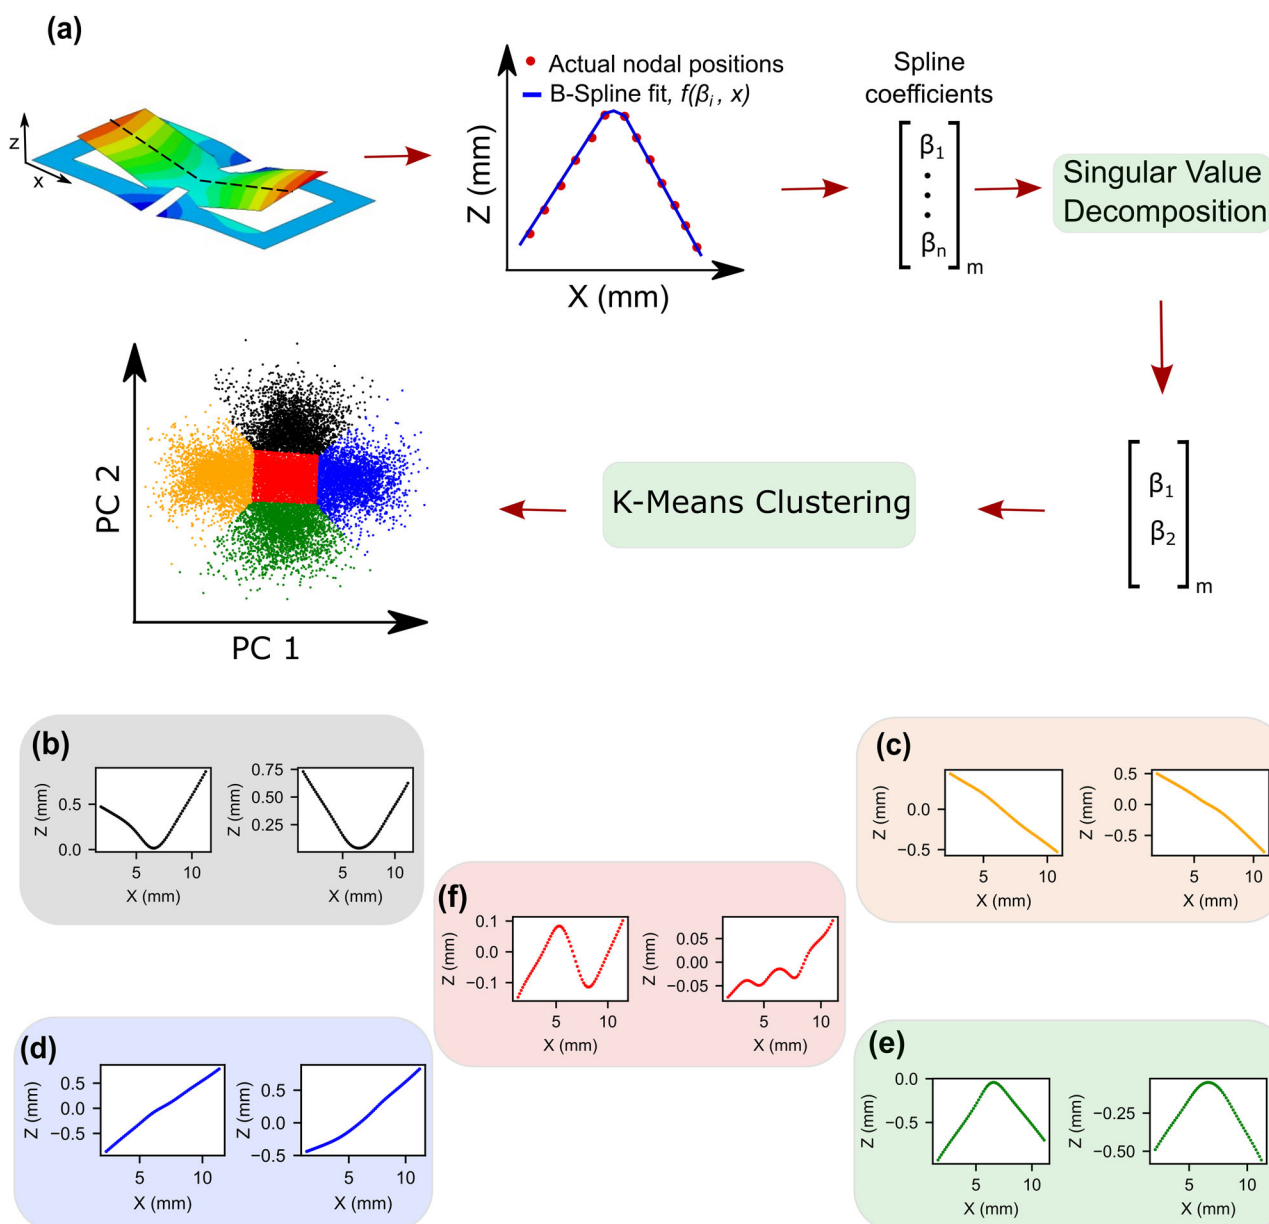 (a)
z
x
Actual nodal positions
B-Spline fit, f(βi , x)
Z (mm)
X (mm)
Spline
coefficients
β1
βn
m
Singular Value
Decomposition
β1
β2
m
K-Means Clustering
PC 2
PC 1
(b)
Z (mm)
0.5
0.0
5
10
X (mm)
Z (mm)
0.75
0.50
0.25
5
10
X (mm)
(c)
Z (mm)
0.0
−0.5
5
10
X (mm)
Z (mm)
0.5
0.0
−0.5
5
10
X (mm)
(f)
Z (mm)
0.1
0.0
−0.1
5
10
X (mm)
Z (mm)
0.05
0.00
−0.05
5
10
X (mm)
(d)
Z (mm)
0.5
0.0
−0.5
5
10
X (mm)
Z (mm)
0.5
0.0
−0.5
5
10
X (mm)
(e)
Z (mm)
0.0
−0.5
5
10
X (mm)
Z (mm)
−0.25
−0.50
5
10
X (mm)